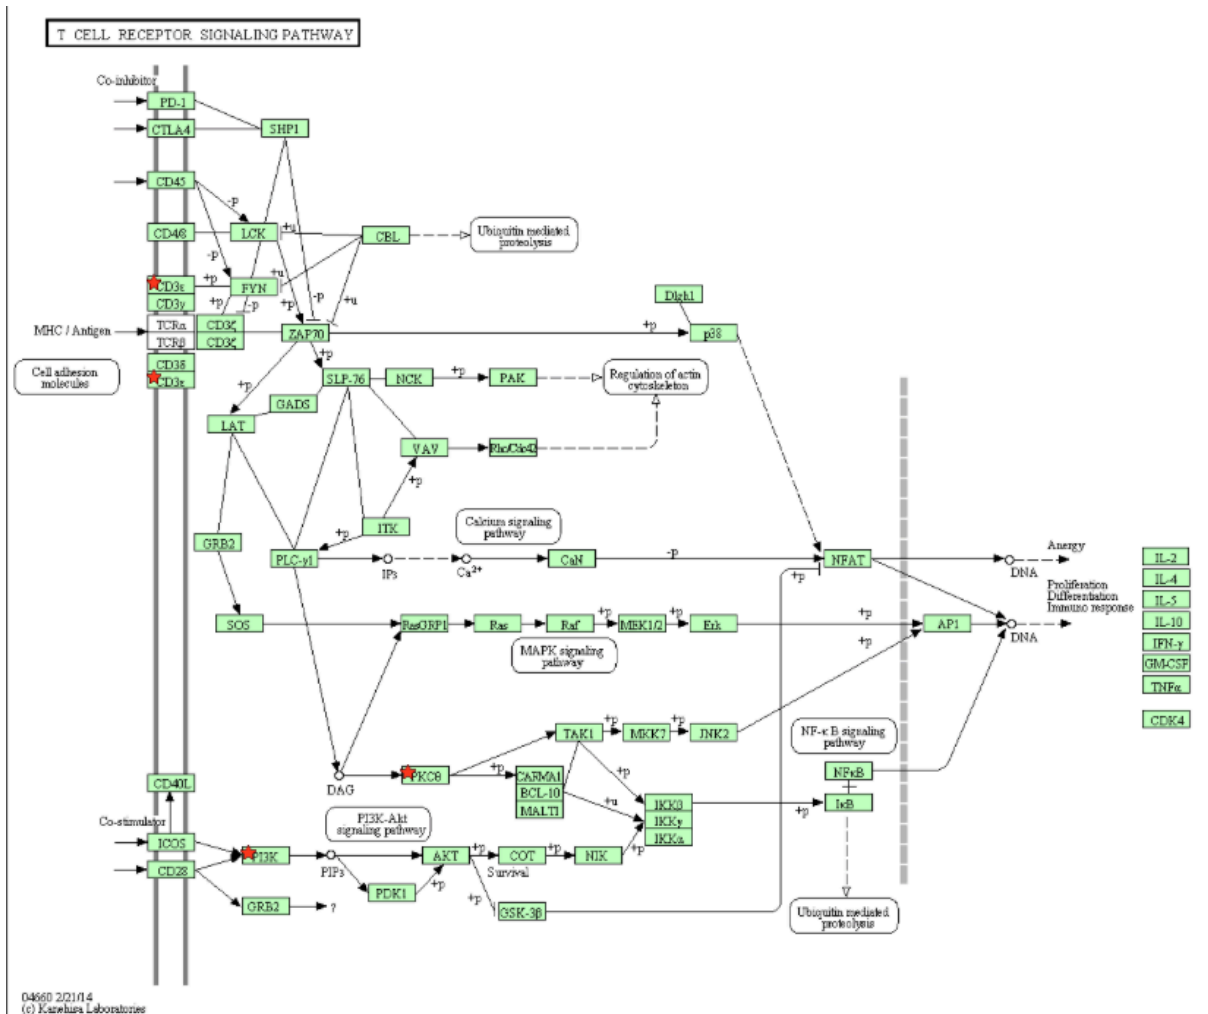 T CELL RECEPTOR SIGNALING PATHWAY
Co-inhibitor
PD-1
CTLA4
SHP1
CD45
-p
CD4/8
LCK
+u
CBL
Ubiquitin mediated
proteolysis
-p
+u
CD3ε
+p
FYN
CD3γ
+p
-p
+p
-p
+u
Dlgh1
MHC / Antigen
TCRα
CD3ζ
ZAP70
+p
p38
TCRβ
CD3ζ
+p
Cell adhesion
molecules
CD3δ
CD3ε
+p
SLP-76
NCK
+p
PAK
Regulation of actin
cytoskeleton
GADS
LAT
VAV
Rho/Cdc42
+p
ITK
Calcium signaling
pathway
GRB2
+p
PLC-γ1
IP3
Ca2+
CaN
-p
NFAT
+p
DNA
Anergy
Proliferation
Differentiation
Immuno response
SOS
RasGRP1
Ras
Raf
+p
MEK1/2
+p
Erk
+p
AP1
DNA
+p
MAPK signaling
pathway
IL-2
IL-4
IL-5
IL-10
IFN-γ
GM-CSF
TNFα
CDK4
TAK1
+p
MKK7
+p
JNK2
NF-κB signaling
pathway
DAG
PKCθ
+p
CARMA1
BCL-10
MALT1
+p
+u
NFκB
IκB
+p
IKKβ
IKKγ
IKKα
CD40L
Co-stimulator
PI3K-Akt
signaling pathway
ICOS
CD28
PI3K
PIP3
AKT
+p
COT
+p
NIK
+p
Survival
PDK1
+p
+p
GSK-3β
GRB2
?
Ubiquitin mediated
proteolysis
04660 2/21/14
(c) Kanehisa Laboratories